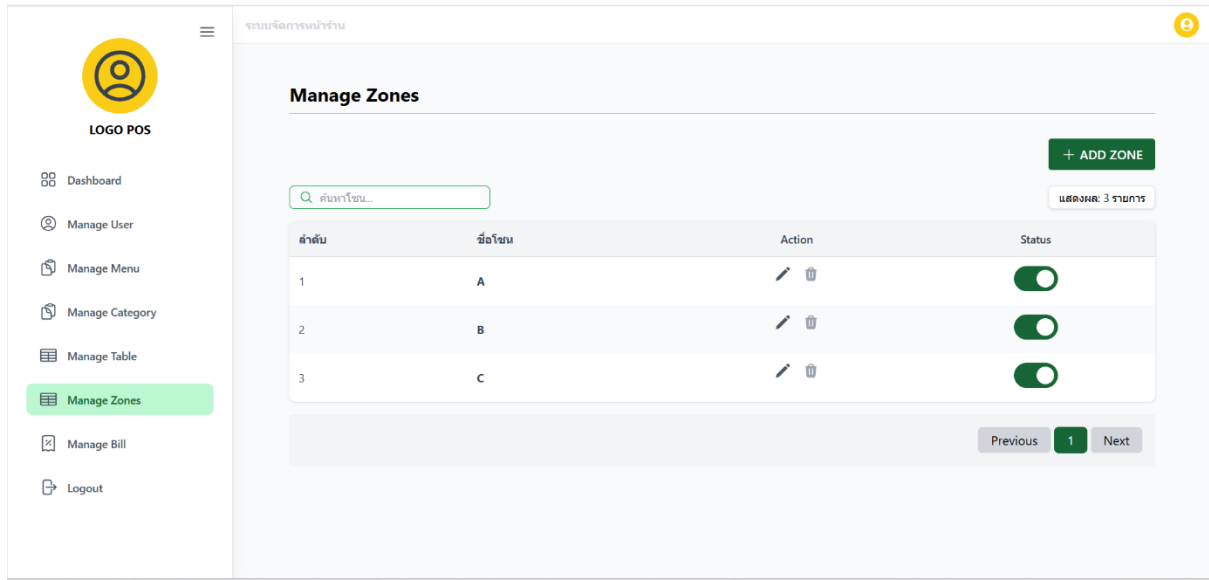 ระบบจัดการหน้าร้าน
LOGO POS
Dashboard
Manage User
Manage Menu
Manage Category
Manage Table
Manage Zones
Manage Bill
Logout
Manage Zones
+ ADD ZONE
ค้นหาโซน...
แสดงผล: 3 รายการ
ลำดับ ชื่อโซน Action Status
1 A
2 B
3 C
Previous 1 Next